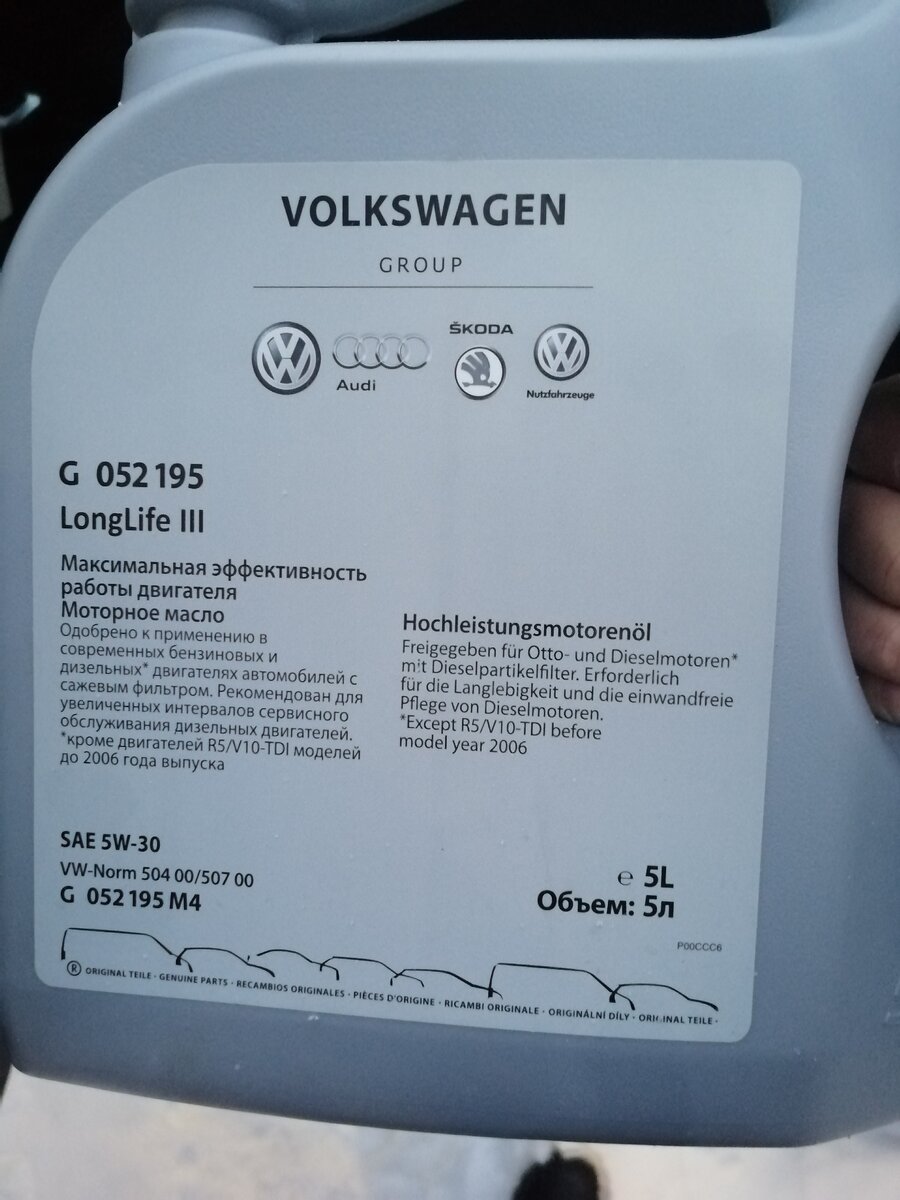 VOLKSWAGEN
GROUP
Audi
ŠKODA
Nutzfahrzeuge
G 052 195
LongLife III
Максимальная эффективность
работы двигателя
Моторное масло
Одобрено к применению в
современных бензиновых и
дизельных* двигателях автомобилей с
сажевым фильтром. Рекомендован для
увеличенных интервалов сервисного
обслуживания дизельных двигателей.
*кроме двигателей R5/V10-TDI моделей
до 2006 года выпуска
Hochleistungsmotorenöl
Freigegeben für Otto- und Dieselmotoren*
mit Dieselpartikelfilter. Erforderlich
für die Langlebigkeit und die einwandfreie
Pflege von Dieselmotoren.
*Except R5/V10-TDI before
model year 2006
SAE 5W-30
VW-Norm 504 00/507 00
G 052 195 M4
℮ 5L
Объем: 5л
P00CCC6
® ORIGINAL TEILE · GENUINE PARTS · RECAMBIOS ORIGINALES · PIÈCES D'ORIGINE · RICAMBI ORIGINALE · ORIGINÁLNÍ DÍLY · ORIGINAL TEILE ·